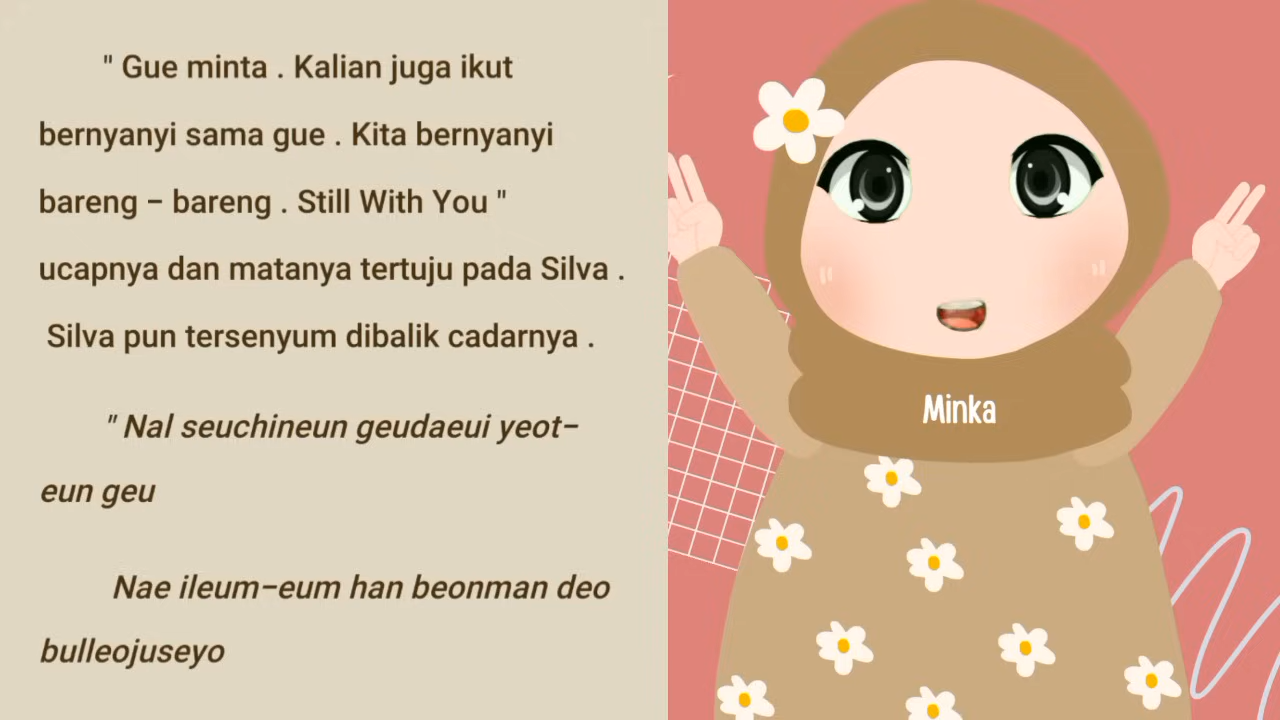 " Gue minta . Kalian juga ikut
bernyanyi sama gue . Kita bernyanyi
bareng - bareng . Still With You "
ucapnya dan matanya tertuju pada Silva .
Silva pun tersenyum dibalik cadarnya .
" Nal seuchineun geudaeui yeot-
eun geu
Nae ileum-eum han beonman deo
bulleojuseyo
Minka